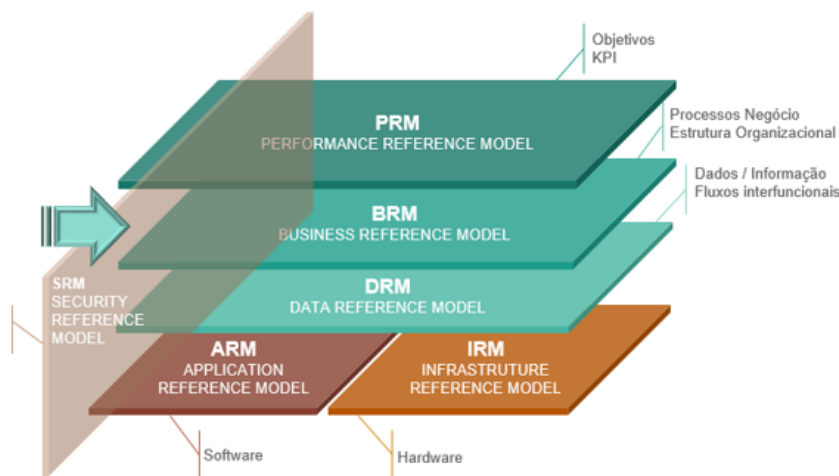 Objetivos
KPI
PRM
PERFORMANCE REFERENCE MODEL
Processos Negócio
Estrutura Organizacional
Dados / Informação
Fluxos interfuncionais
BRM
BUSINESS REFERENCE MODEL
SRM
SECURITY
REFERENCE
MODEL
DRM
DATA REFERENCE MODEL
ARM
APPLICATION
REFERENCE MODEL
IRM
INFRASTRUTURE
REFERENCE MODEL
Software
Hardware